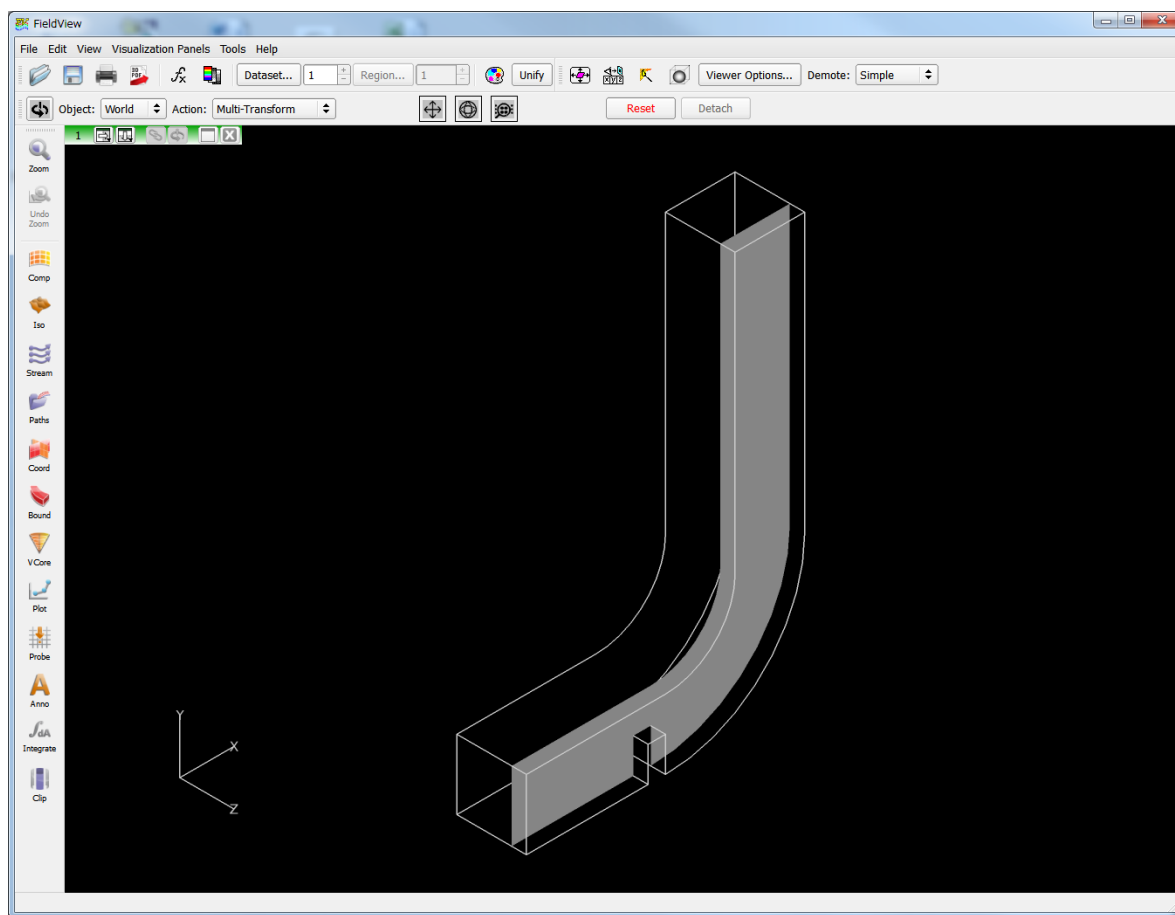 FieldView
File Edit View Visualization Panels Tools Help
Dataset... 1 Region... 1 Unify Viewer Options... Demote: Simple
Object: World Action: Multi-Transform Reset Detach
1
Zoom
Undo
Zoom
Comp
Iso
Stream
Paths
Coord
Bound
VCore
Plot
Probe
Anno
Integrate
Clip
Y
X
Z